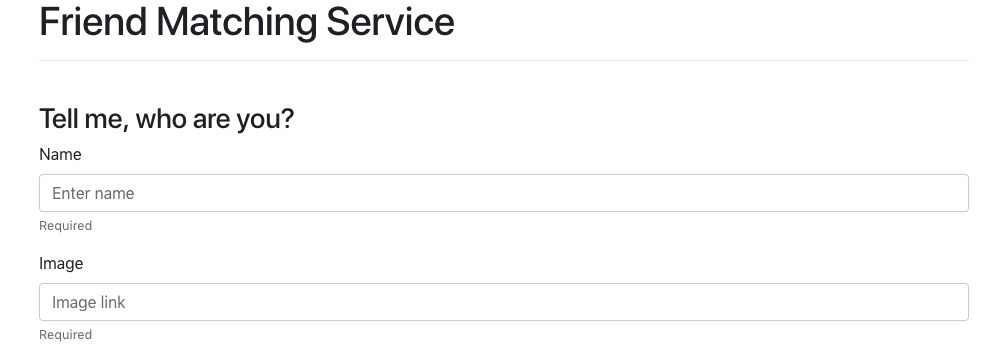 Friend Matching Service
Tell me, who are you?
Name
Enter name
Required
Image
Image link
Required